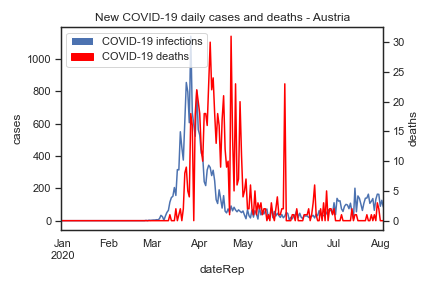 New COVID-19 daily cases and deaths - Austria
COVID-19 infections
COVID-19 deaths
1000
800
600
400
200
0
cases
30
25
20
15
10
5
0
deaths
Jan Feb Mar Apr May Jun Jul Aug
2020
dateRep